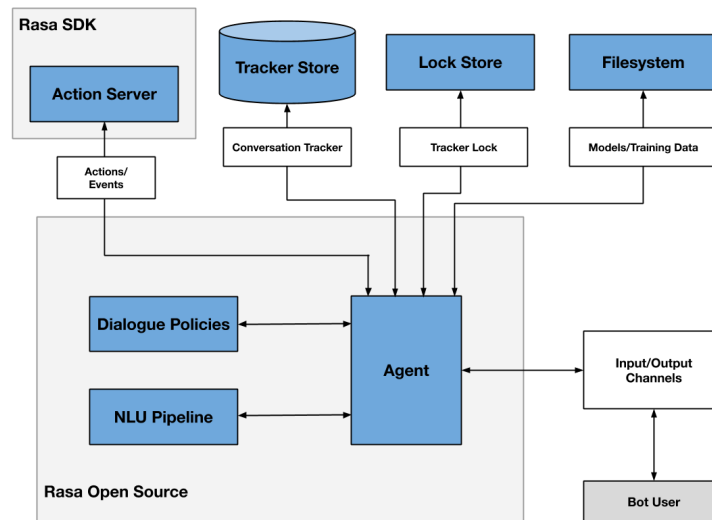 Rasa SDK
Action Server
Tracker Store
Lock Store
Filesystem
Actions/
Events
Conversation Tracker
Tracker Lock
Models/Training Data
Dialogue Policies
Agent
NLU Pipeline
Input/Output
Channels
Rasa Open Source
Bot User